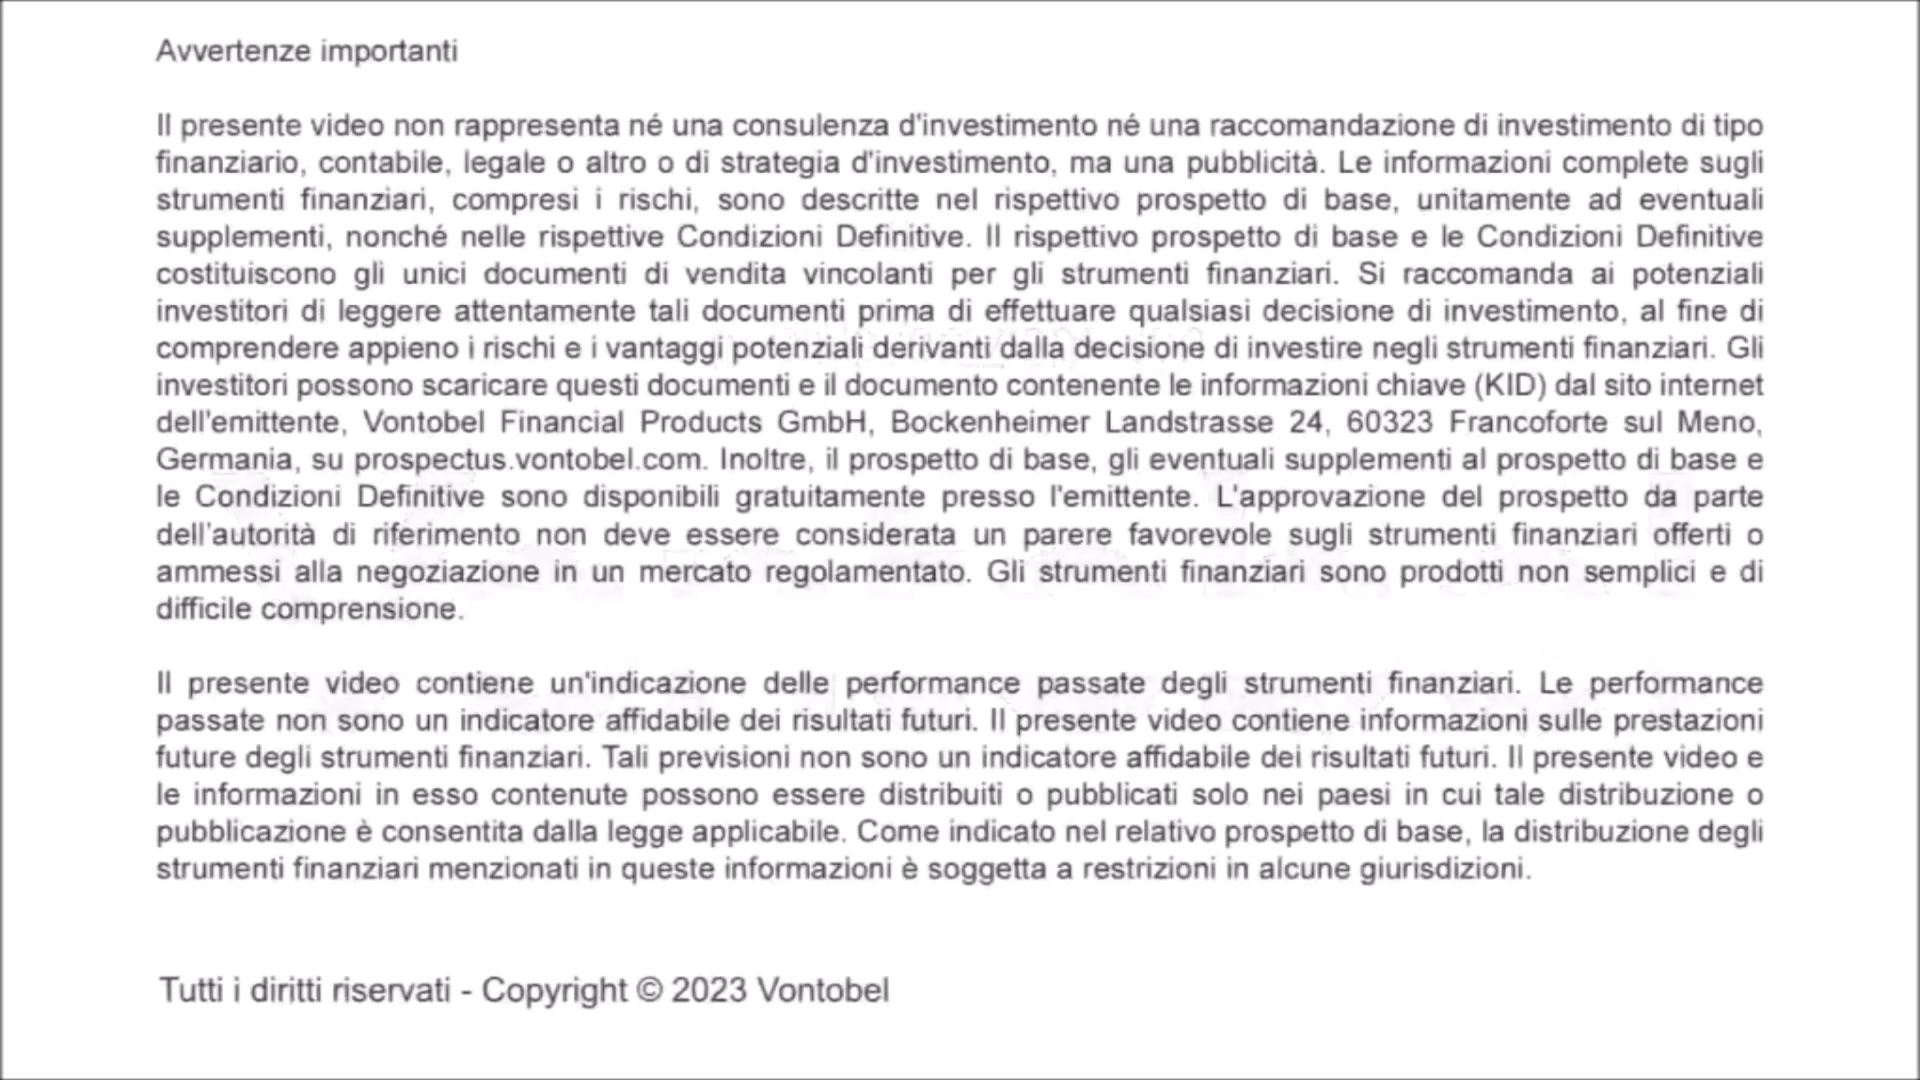 Avvertenze importanti
Il presente video non rappresenta né una consulenza d'investimento né una raccomandazione di investimento di tipo
finanziario, contabile, legale o altro o di strategia d'investimento, ma una pubblicità. Le informazioni complete sugli
strumenti finanziari, compresi i rischi, sono descritte nel rispettivo prospetto di base, unitamente ad eventuali
supplementi, nonché nelle rispettive Condizioni Definitive. Il rispettivo prospetto di base e le Condizioni Definitive
costituiscono gli unici documenti di vendita vincolanti per gli strumenti finanziari. Si raccomanda ai potenziali
investitori di leggere attentamente tali documenti prima di effettuare qualsiasi decisione di investimento, al fine di
comprendere appieno i rischi e i vantaggi potenziali derivanti dalla decisione di investire negli strumenti finanziari. Gli
investitori possono scaricare questi documenti e il documento contenente le informazioni chiave (KID) dal sito internet
dell'emittente, Vontobel Financial Products GmbH, Bockenheimer Landstrasse 24, 60323 Francoforte sul Meno,
Germania, su prospectus.vontobel.com. Inoltre, il prospetto di base, gli eventuali supplementi al prospetto di base e
le Condizioni Definitive sono disponibili gratuitamente presso l'emittente. L'approvazione del prospetto da parte
dell'autorità di riferimento non deve essere considerata un parere favorevole sugli strumenti finanziari offerti o
ammessi alla negoziazione in un mercato regolamentato. Gli strumenti finanziari sono prodotti non semplici e di
difficile comprensione.
Il presente video contiene un'indicazione delle performance passate degli strumenti finanziari. Le performance
passate non sono un indicatore affidabile dei risultati futuri. Il presente video contiene informazioni sulle prestazioni
future degli strumenti finanziari. Tali previsioni non sono un indicatore affidabile dei risultati futuri. Il presente video e
le informazioni in esso contenute possono essere distribuiti o pubblicati solo nei paesi in cui tale distribuzione o
pubblicazione è consentita dalla legge applicabile. Come indicato nel relativo prospetto di base, la distribuzione degli
strumenti finanziari menzionati in queste informazioni è soggetta a restrizioni in alcune giurisdizioni.
Tutti i diritti riservati - Copyright © 2023 Vontobel